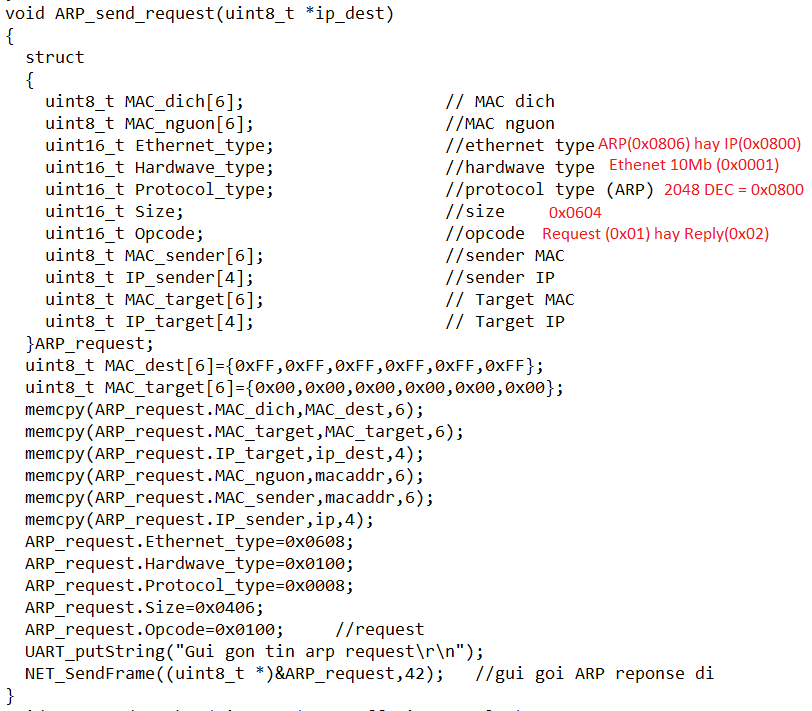 void ARP_send_request(uint8_t *ip_dest)
{
  struct
  {
    uint8_t MAC_dich[6];                    // MAC dich
    uint8_t MAC_nguon[6];                   //MAC nguon
    uint16_t Ethernet_type;                 //ethernet type ARP(0x0806) hay IP(0x0800)
    uint16_t Hardwave_type;                 //hardwave type Ethenet 10Mb (0x0001)
    uint16_t Protocol_type;                 //protocol type (ARP) 2048 DEC = 0x0800
    uint16_t Size;                          //size 0x0604
    uint16_t Opcode;                        //opcode Request (0x01) hay Reply(0x02)
    uint8_t MAC_sender[6];                  //sender MAC
    uint8_t IP_sender[4];                   //sender IP
    uint8_t MAC_target[6];                  // Target MAC
    uint8_t IP_target[4];                   // Target IP
  }ARP_request;
  uint8_t MAC_dest[6]={0xFF,0xFF,0xFF,0xFF,0xFF,0xFF};
  uint8_t MAC_target[6]={0x00,0x00,0x00,0x00,0x00,0x00};
  memcpy(ARP_request.MAC_dich,MAC_dest,6);
  memcpy(ARP_request.MAC_target,MAC_target,6);
  memcpy(ARP_request.IP_target,ip_dest,4);
  memcpy(ARP_request.MAC_nguon,macaddr,6);
  memcpy(ARP_request.MAC_sender,macaddr,6);
  memcpy(ARP_request.IP_sender,ip,4);
  ARP_request.Ethernet_type=0x0608;
  ARP_request.Hardwave_type=0x0100;
  ARP_request.Protocol_type=0x0008;
  ARP_request.Size=0x0406;
  ARP_request.Opcode=0x0100;     //request
  UART_putString("Gui gon tin arp request\r\n");
  NET_SendFrame((uint8_t *)&ARP_request,42);   //gui goi ARP reponse di
}